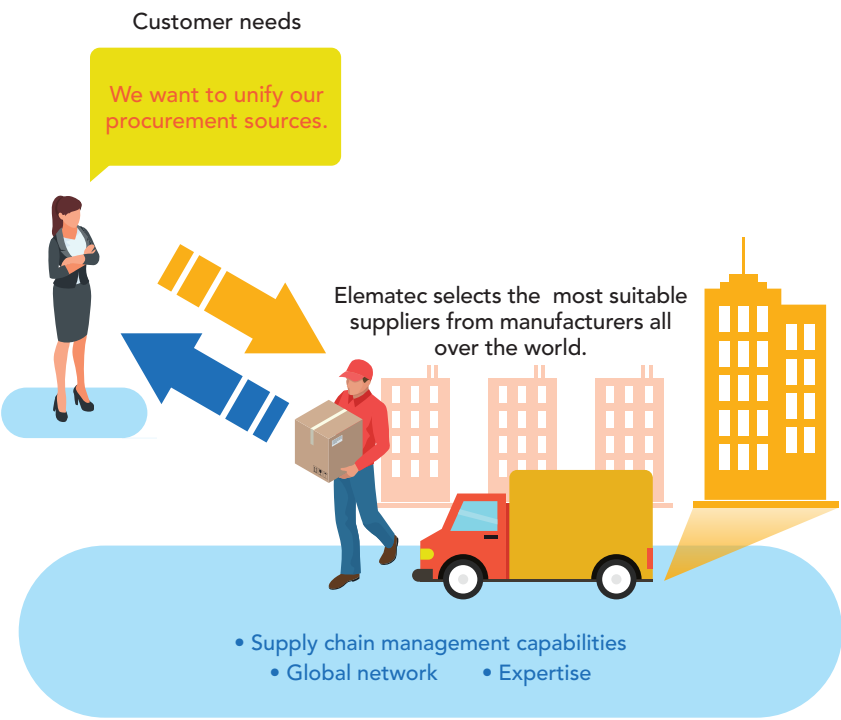 Customer needs
We want to unify our
procurement sources.
Elematec selects the  most suitable
suppliers from manufacturers all
over the world.
• Supply chain management capabilities
• Global network • Expertise